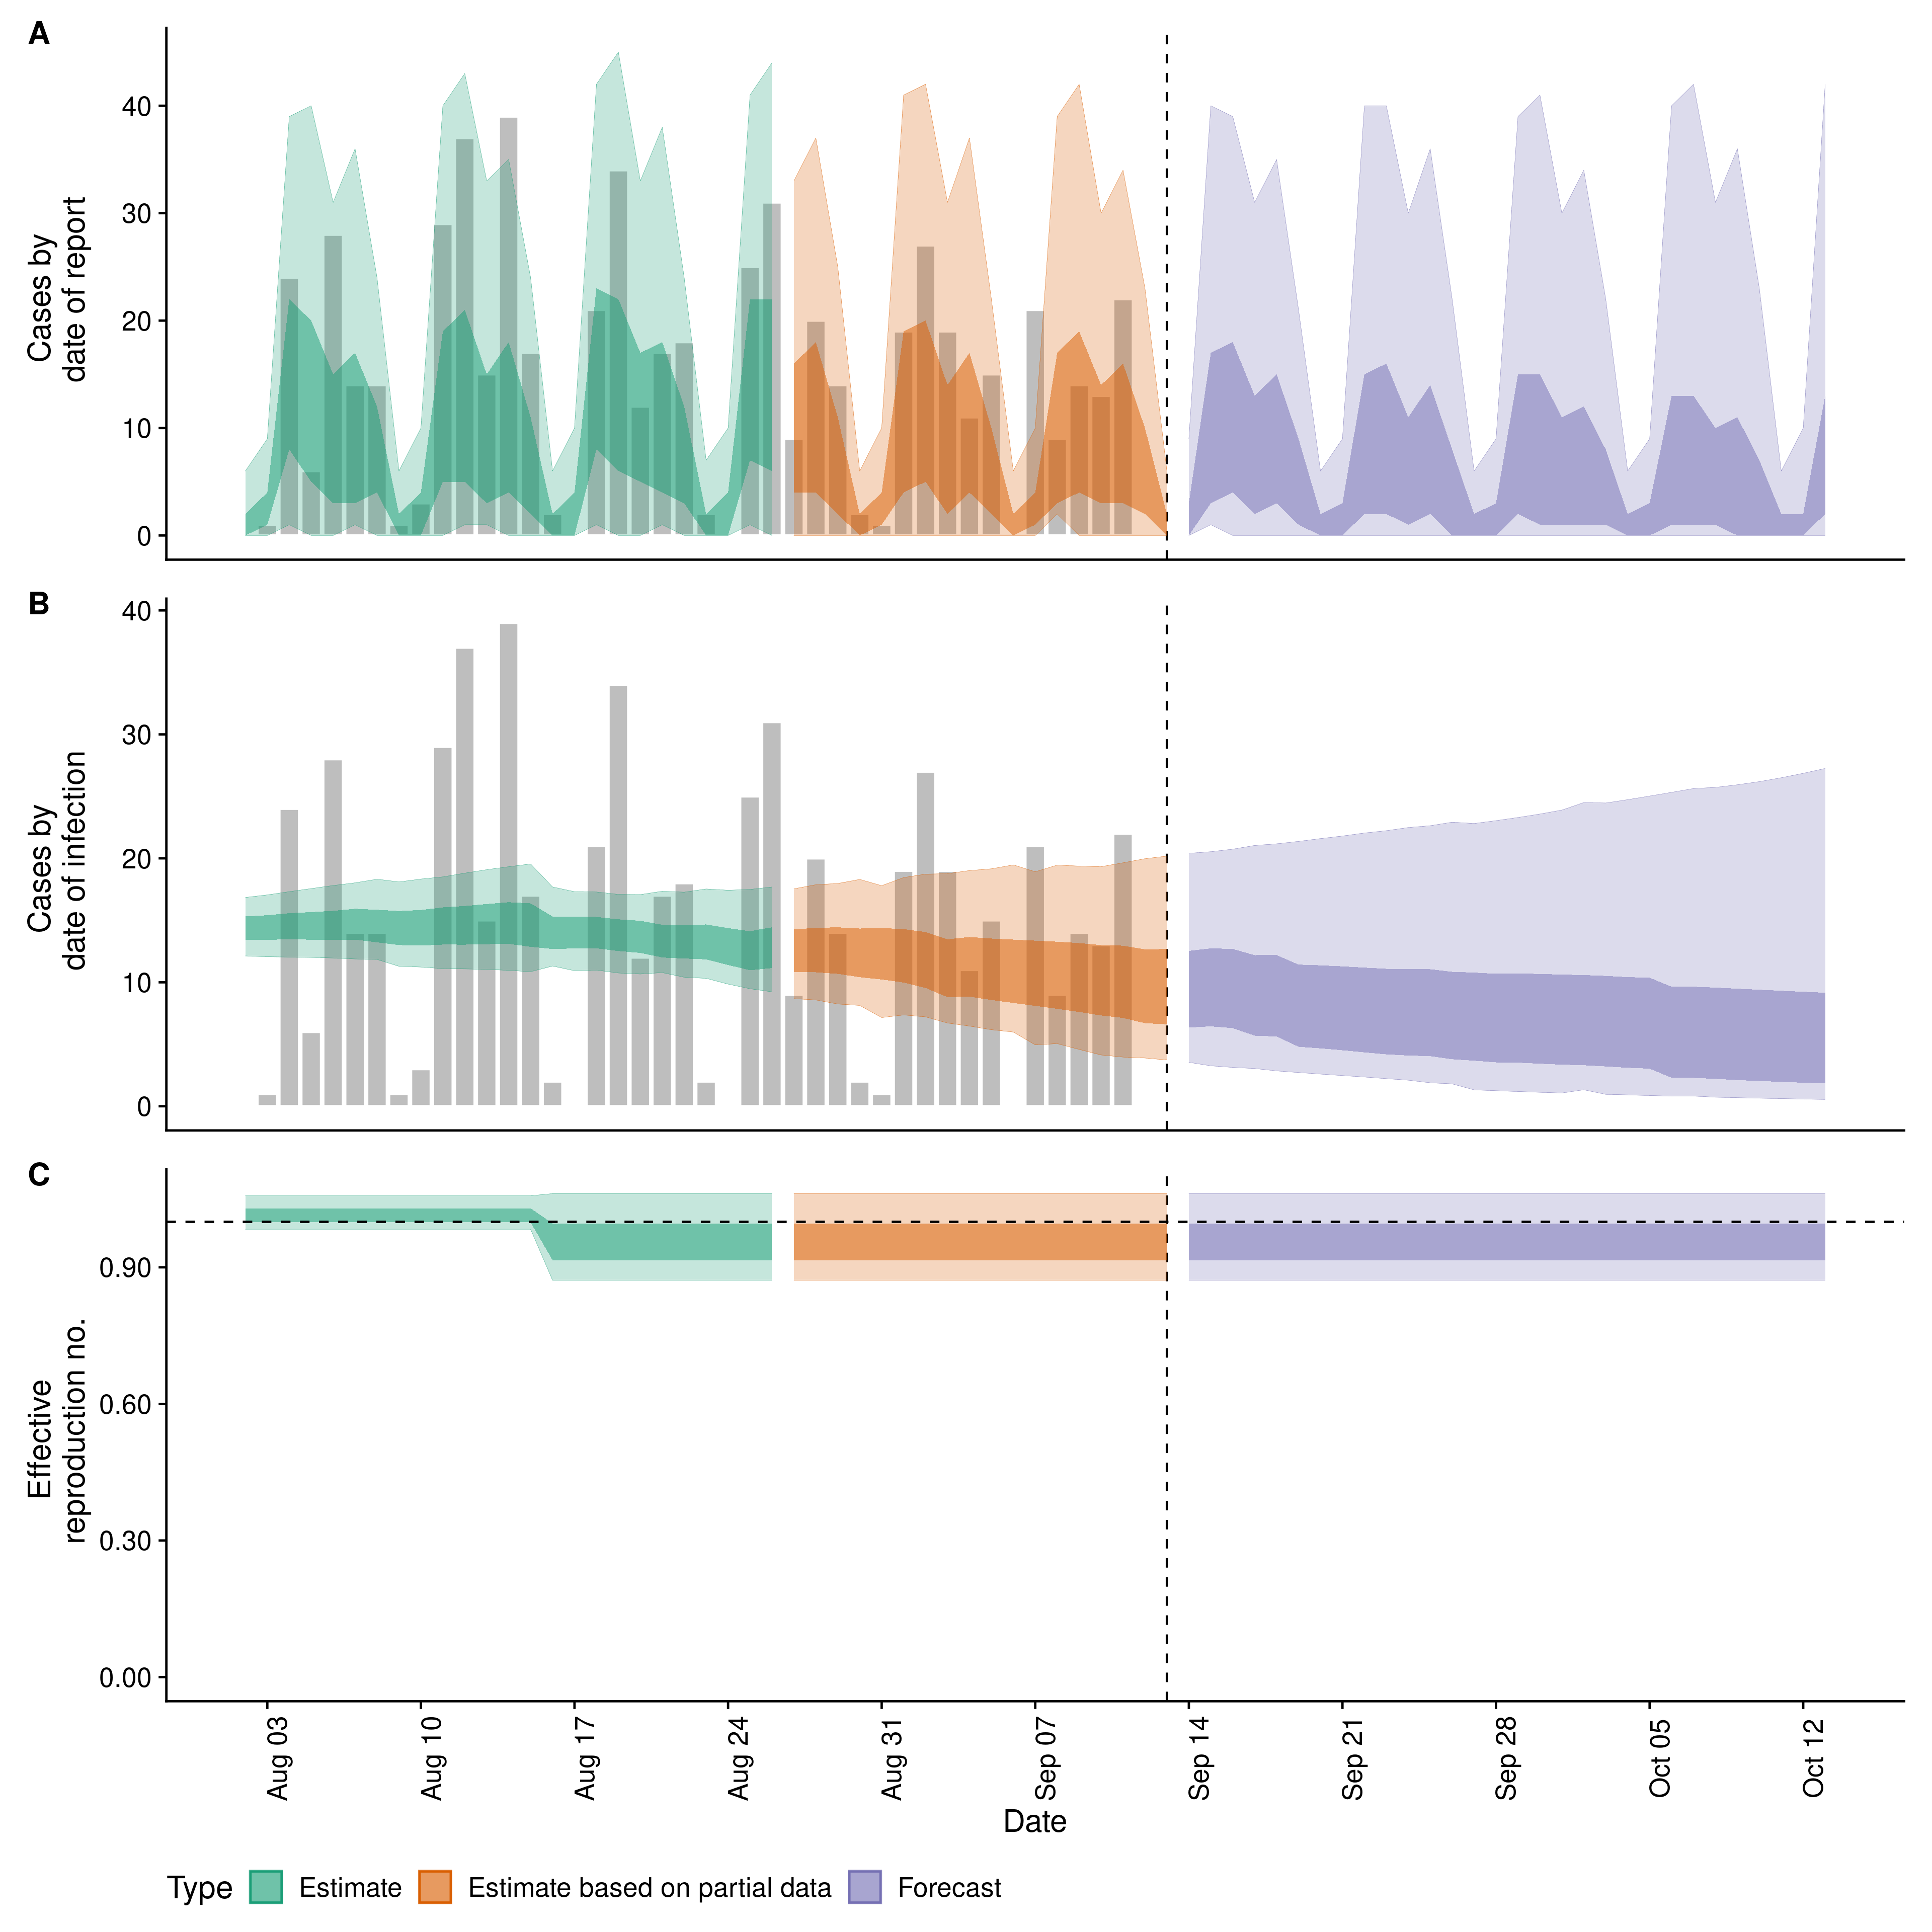 A
Cases by
date of report
40
30
20
10
0
B
Cases by
date of infection
40
30
20
10
0
C
Effective
reproduction no.
0.90
0.60
0.30
0.00
Aug 03
Aug 10
Aug 17
Aug 24
Aug 31
Sep 07
Sep 14
Sep 21
Sep 28
Oct 05
Oct 12
Date
Type Estimate Estimate based on partial data Forecast